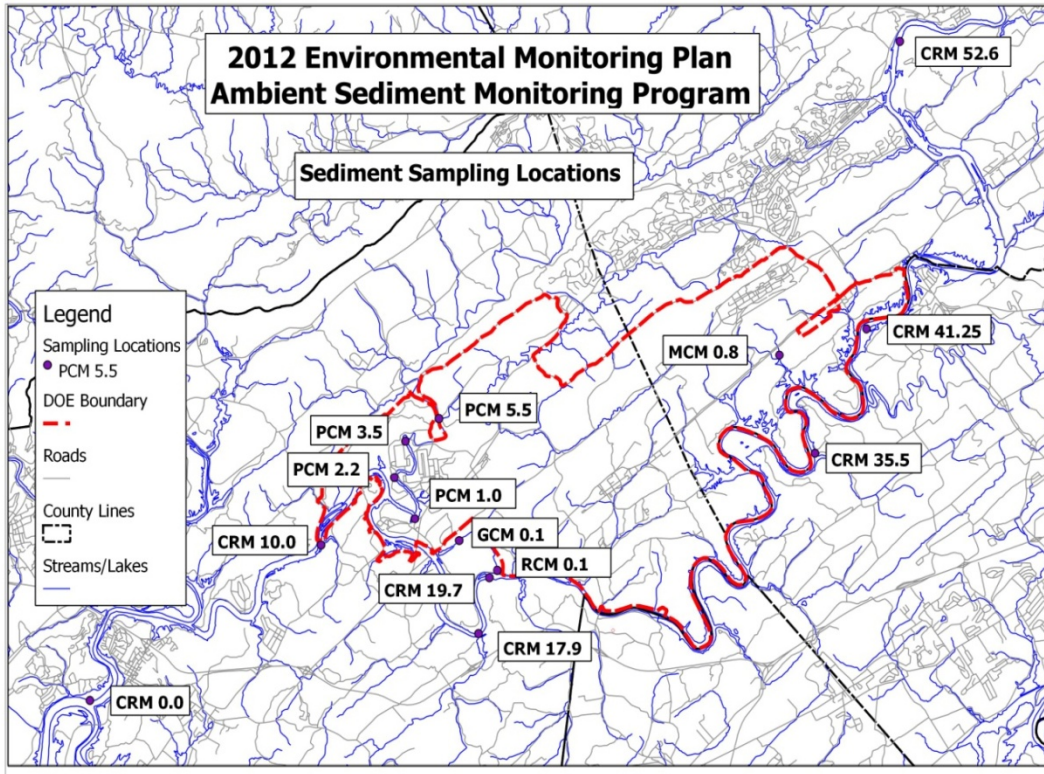 2012 Environmental Monitoring Plan
Ambient Sediment Monitoring Program
Sediment Sampling Locations
CRM 52.6
Legend
Sampling Locations
PCM 5.5
DOE Boundary
Roads
County Lines
Streams/Lakes
CRM 41.25
MCM 0.8
PCM 5.5
PCM 3.5
CRM 35.5
PCM 2.2
PCM 1.0
GCM 0.1
CRM 10.0
RCM 0.1
CRM 19.7
CRM 17.9
CRM 0.0